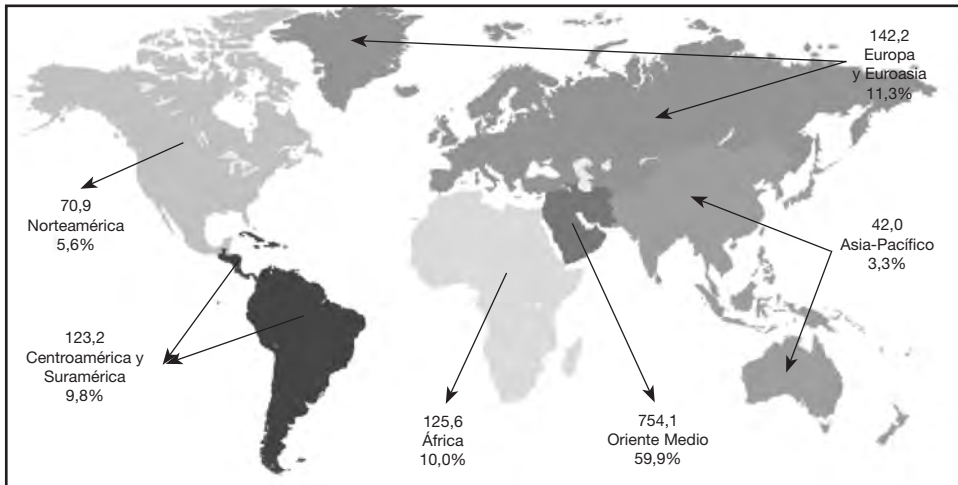 142,2
Europa
y Euroasia
11,3%
70,9
Norteamérica
5,6%
42,0
Asia-Pacífico
3,3%
123,2
Centroamérica y
Suramérica
9,8%
125,6
África
10,0%
754,1
Oriente Medio
59,9%